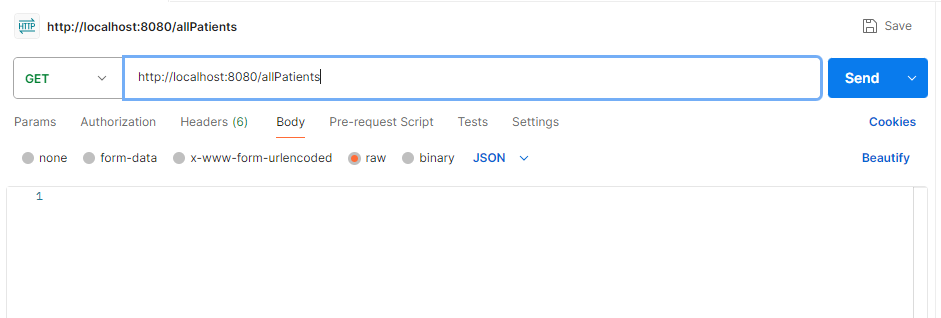 HTTP http://localhost:8080/allPatients Save
GET http://localhost:8080/allPatients Send
Params Authorization Headers (6) Body Pre-request Script Tests Settings Cookies
none form-data x-www-form-urlencoded raw binary JSON Beautify
1